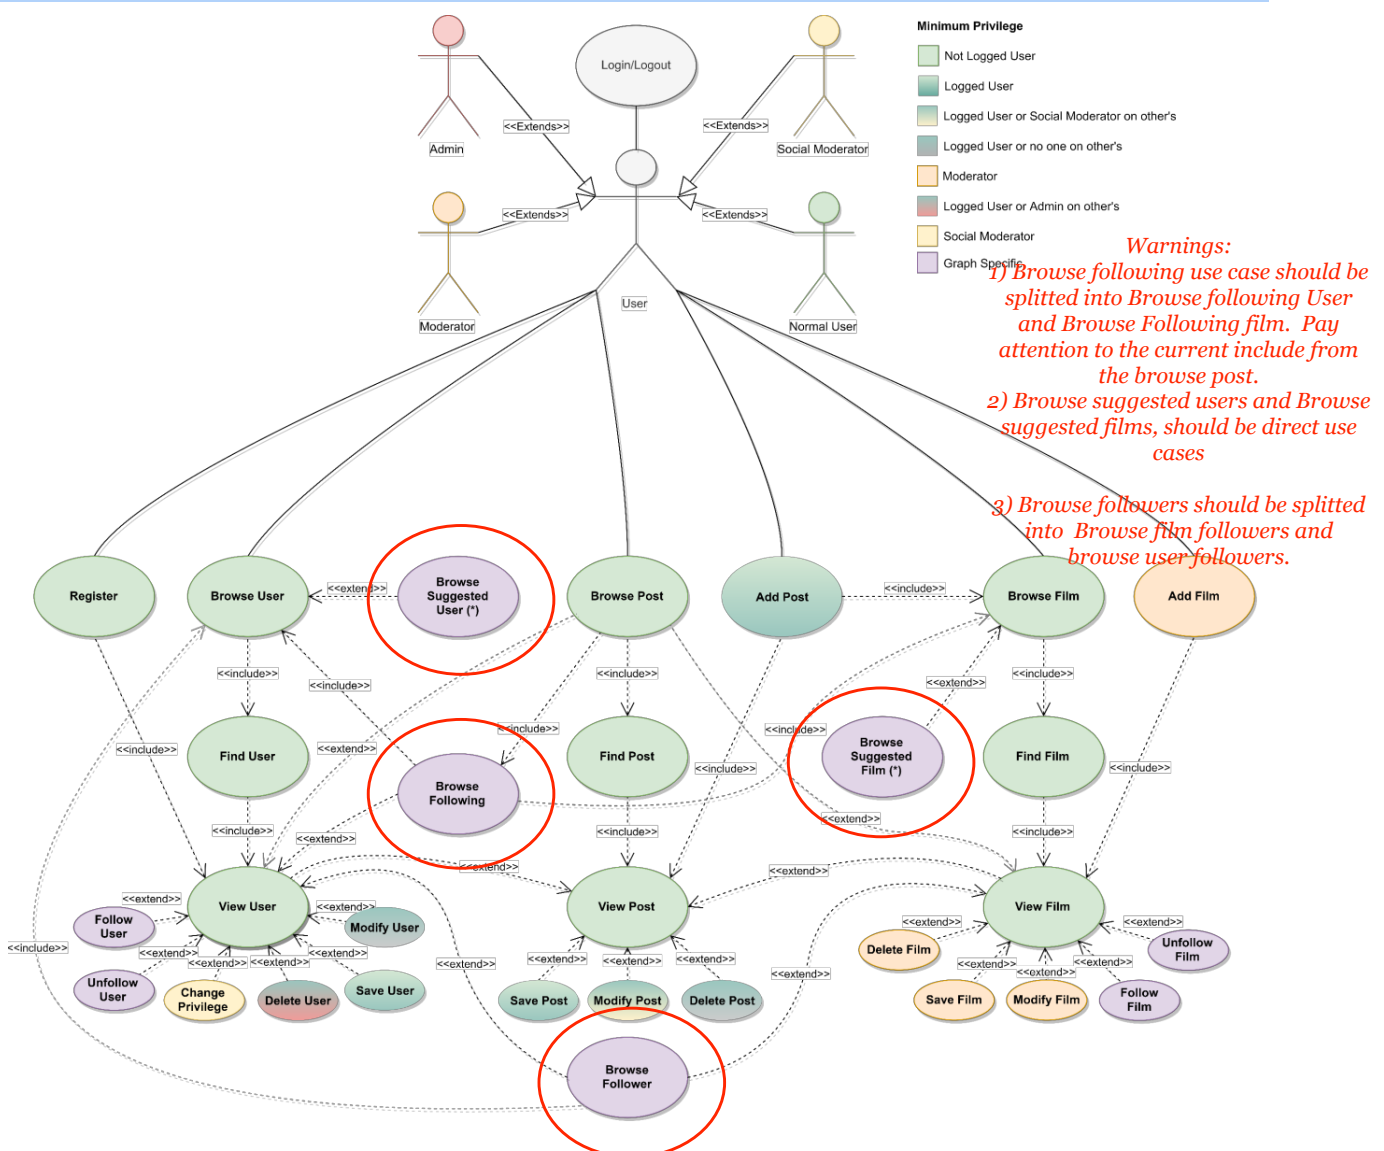 Minimum Privilege
Not Logged User
Logged User
Logged User or Social Moderator on other's
Logged User or no one on other's
Moderator
Logged User or Admin on other's
Social Moderator
Graph Specific
Login/Logout
<<Extends>>
<<Extends>>
Admin
Social Moderator
<<Extends>>
<<Extends>>
Moderator
User
Normal User
Warnings:
1) Browse following use case should be
splitted into Browse following User
and Browse Following film. Pay
attention to the current include from
the browse post.
2) Browse suggested users and Browse
suggested films, should be direct use
cases
3) Browse followers should be splitted
into Browse film followers and
browse user followers.
Register
Browse User
<<extend>>
Browse
Suggested
User (*)
Browse Post
Add Post
<<include>>
Browse Film
Add Film
<<include>>
<<include>>
<<include>>
<<extend>>
<<include>>
<<include>>
<<include>>
<<include>>
<<extend>>
Find User
Browse
Following
Find Post
Browse
Suggested
Film (*)
Find Film
<<include>>
<<include>>
<<include>>
<<extend>>
<<include>>
<<extend>>
<<include>>
<<extend>>
<<extend>>
View User
View Post
View Film
<<extend>>
<<extend>>
Follow
User
Modify User
<<include>>
<<extend>>
<<extend>>
<<extend>>
<<extend>>
Unfollow
User
Change
Privilege
Delete User
Save User
<<extend>>
<<extend>>
<<extend>>
<<extend>>
Save Post
Modify Post
Delete Post
<<extend>>
<<extend>>
<<extend>>
Delete Film
Unfollow
Film
<<extend>>
<<extend>>
<<extend>>
Save Film
Modify Film
Follow
Film
Browse
Follower